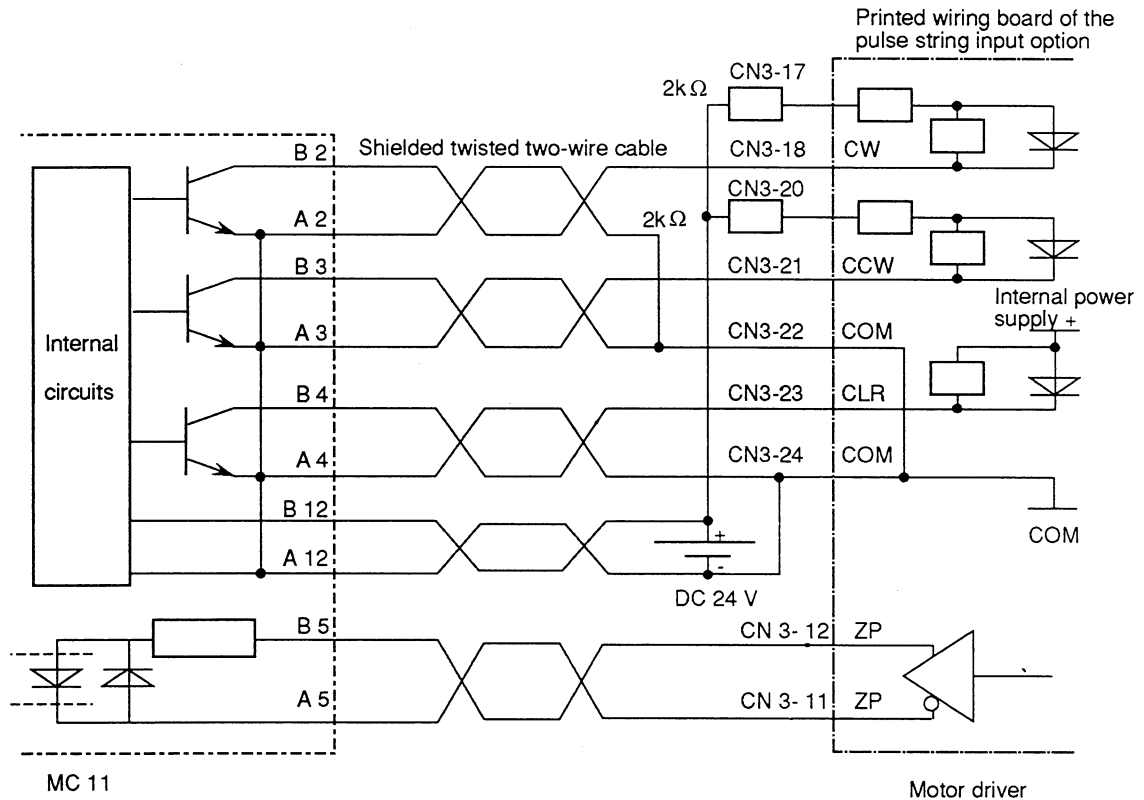 Printed wiring board of the
pulse string input option
CN3-17
2kΩ
B 2
Shielded twisted two-wire cable
CN3-18
CW
CN3-20
A 2
2kΩ
B 3
CN3-21
CCW
Internal power
supply +
Internal
circuits
A 3
CN3-22
COM
B 4
CN3-23
CLR
A 4
CN3-24
COM
B 12
+
COM
A 12
-
DC 24 V
B 5
CN 3- 12
ZP
A 5
CN 3- 11
ZP
MC 11
Motor driver